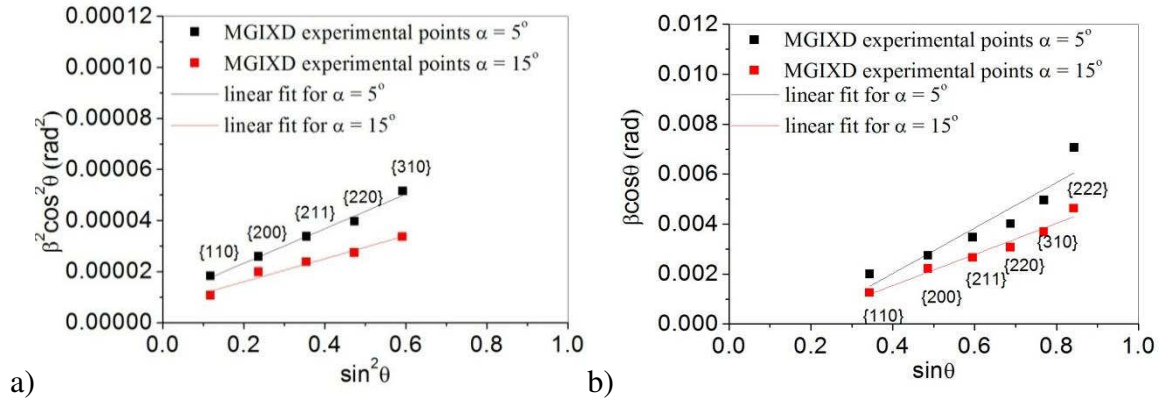 a)
β²cos²θ (rad²)
0.00012
0.00010
0.00008
0.00006
0.00004
0.00002
0.00000
MGIXD experimental points α = 5°
MGIXD experimental points α = 15°
linear fit for α = 5°
linear fit for α = 15°
{110}
{200}
{211}
{220}
{310}
0.0 0.2 0.4 0.6 0.8 1.0
sin²θ
b)
βcosθ (rad)
0.012
0.010
0.008
0.006
0.004
0.002
0.000
MGIXD experimental points α = 5°
MGIXD experimental points α = 15°
linear fit for α = 5°
linear fit for α = 15°
{110}
{200}
{211}
{220}
{310}
{222}
0.0 0.2 0.4 0.6 0.8 1.0
sinθ